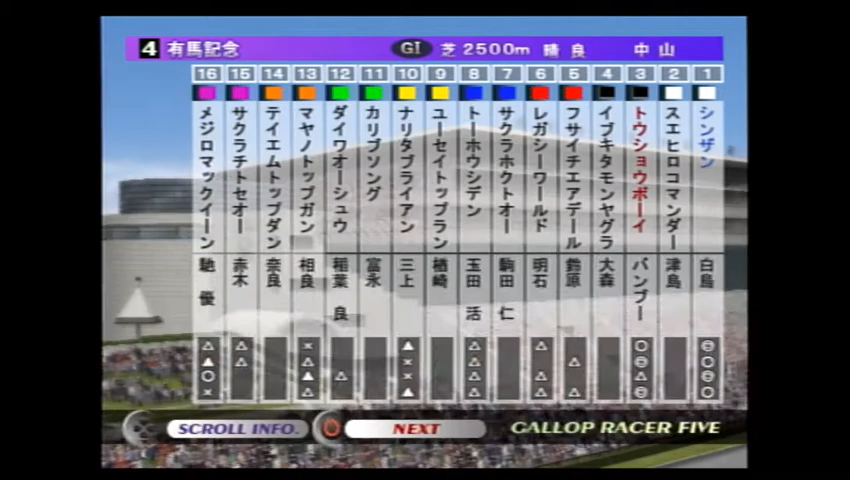 4 有馬記念 GI 芝2500m 晴 良 中山
16 15 14 13 12 11 10 9 8 7 6 5 4 3 2 1
シンザン
スエヒロコマンダー
トウショウボーイ
イブキタモンヤグラ
フサイチエアデール
レガシーワールド
サクラホクトオー
トーホウシデン
ユーセイトップラン
ナリタブライアン
カリブソング
ダイワオーシュウ
マヤノトップガン
テイエムトップダン
サクラチトセオー
メジロマックイーン
白島
津島
バンブー
大森
鈴原
明石
駒田 仁
玉田 活
楢崎
三上
富永
稲葉 良
相良
奈良
赤木
馳 優
△ △ × ▲ △ △ ○ ◎
▲ △ △ × △ △ ◎ ○
○ ▲ △ × △ △ △ △ ◎
× △ ▲ △ △ △ ◎ ○
SCROLL INFO. NEXT GALLOP RACER FIVE